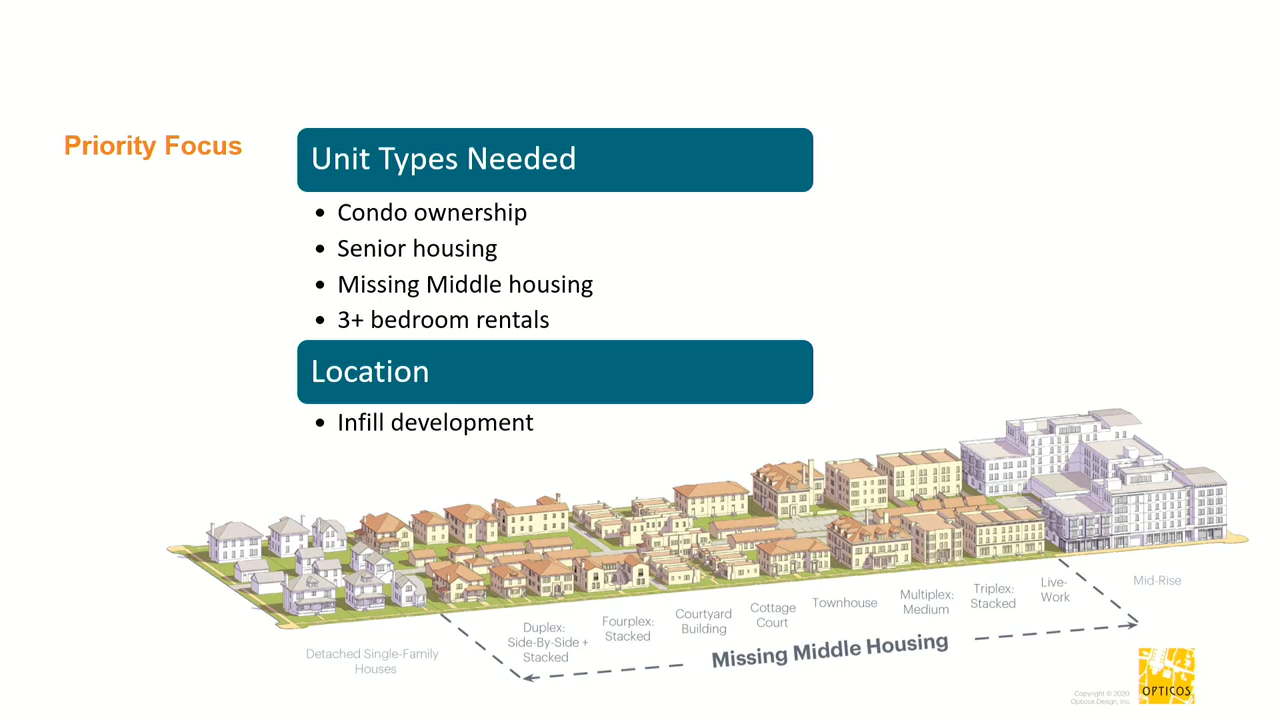 Priority Focus
Unit Types Needed
• Condo ownership
• Senior housing
• Missing Middle housing
• 3+ bedroom rentals
Location
• Infill development
Detached Single-Family
Houses
Duplex:
Side-By-Side +
Stacked
Fourplex:
Stacked
Courtyard
Building
Cottage
Court
Townhouse
Multiplex:
Medium
Triplex:
Stacked
Live-
Work
Mid-Rise
Missing Middle Housing
Copyright © 2020
Opticos Design, Inc.
OPTICOS